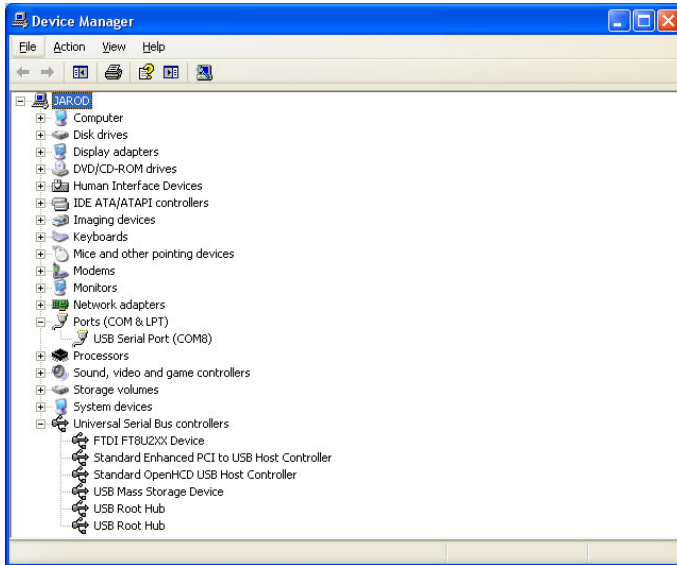 Device Manager
File Action View Help
JAROD
Computer
Disk drives
Display adapters
DVD/CD-ROM drives
Human Interface Devices
IDE ATA/ATAPI controllers
Imaging devices
Keyboards
Mice and other pointing devices
Modems
Monitors
Network adapters
Ports (COM & LPT)
USB Serial Port (COM8)
Processors
Sound, video and game controllers
Storage volumes
System devices
Universal Serial Bus controllers
FTDI FT8U2XX Device
Standard Enhanced PCI to USB Host Controller
Standard OpenHCD USB Host Controller
USB Mass Storage Device
USB Root Hub
USB Root Hub